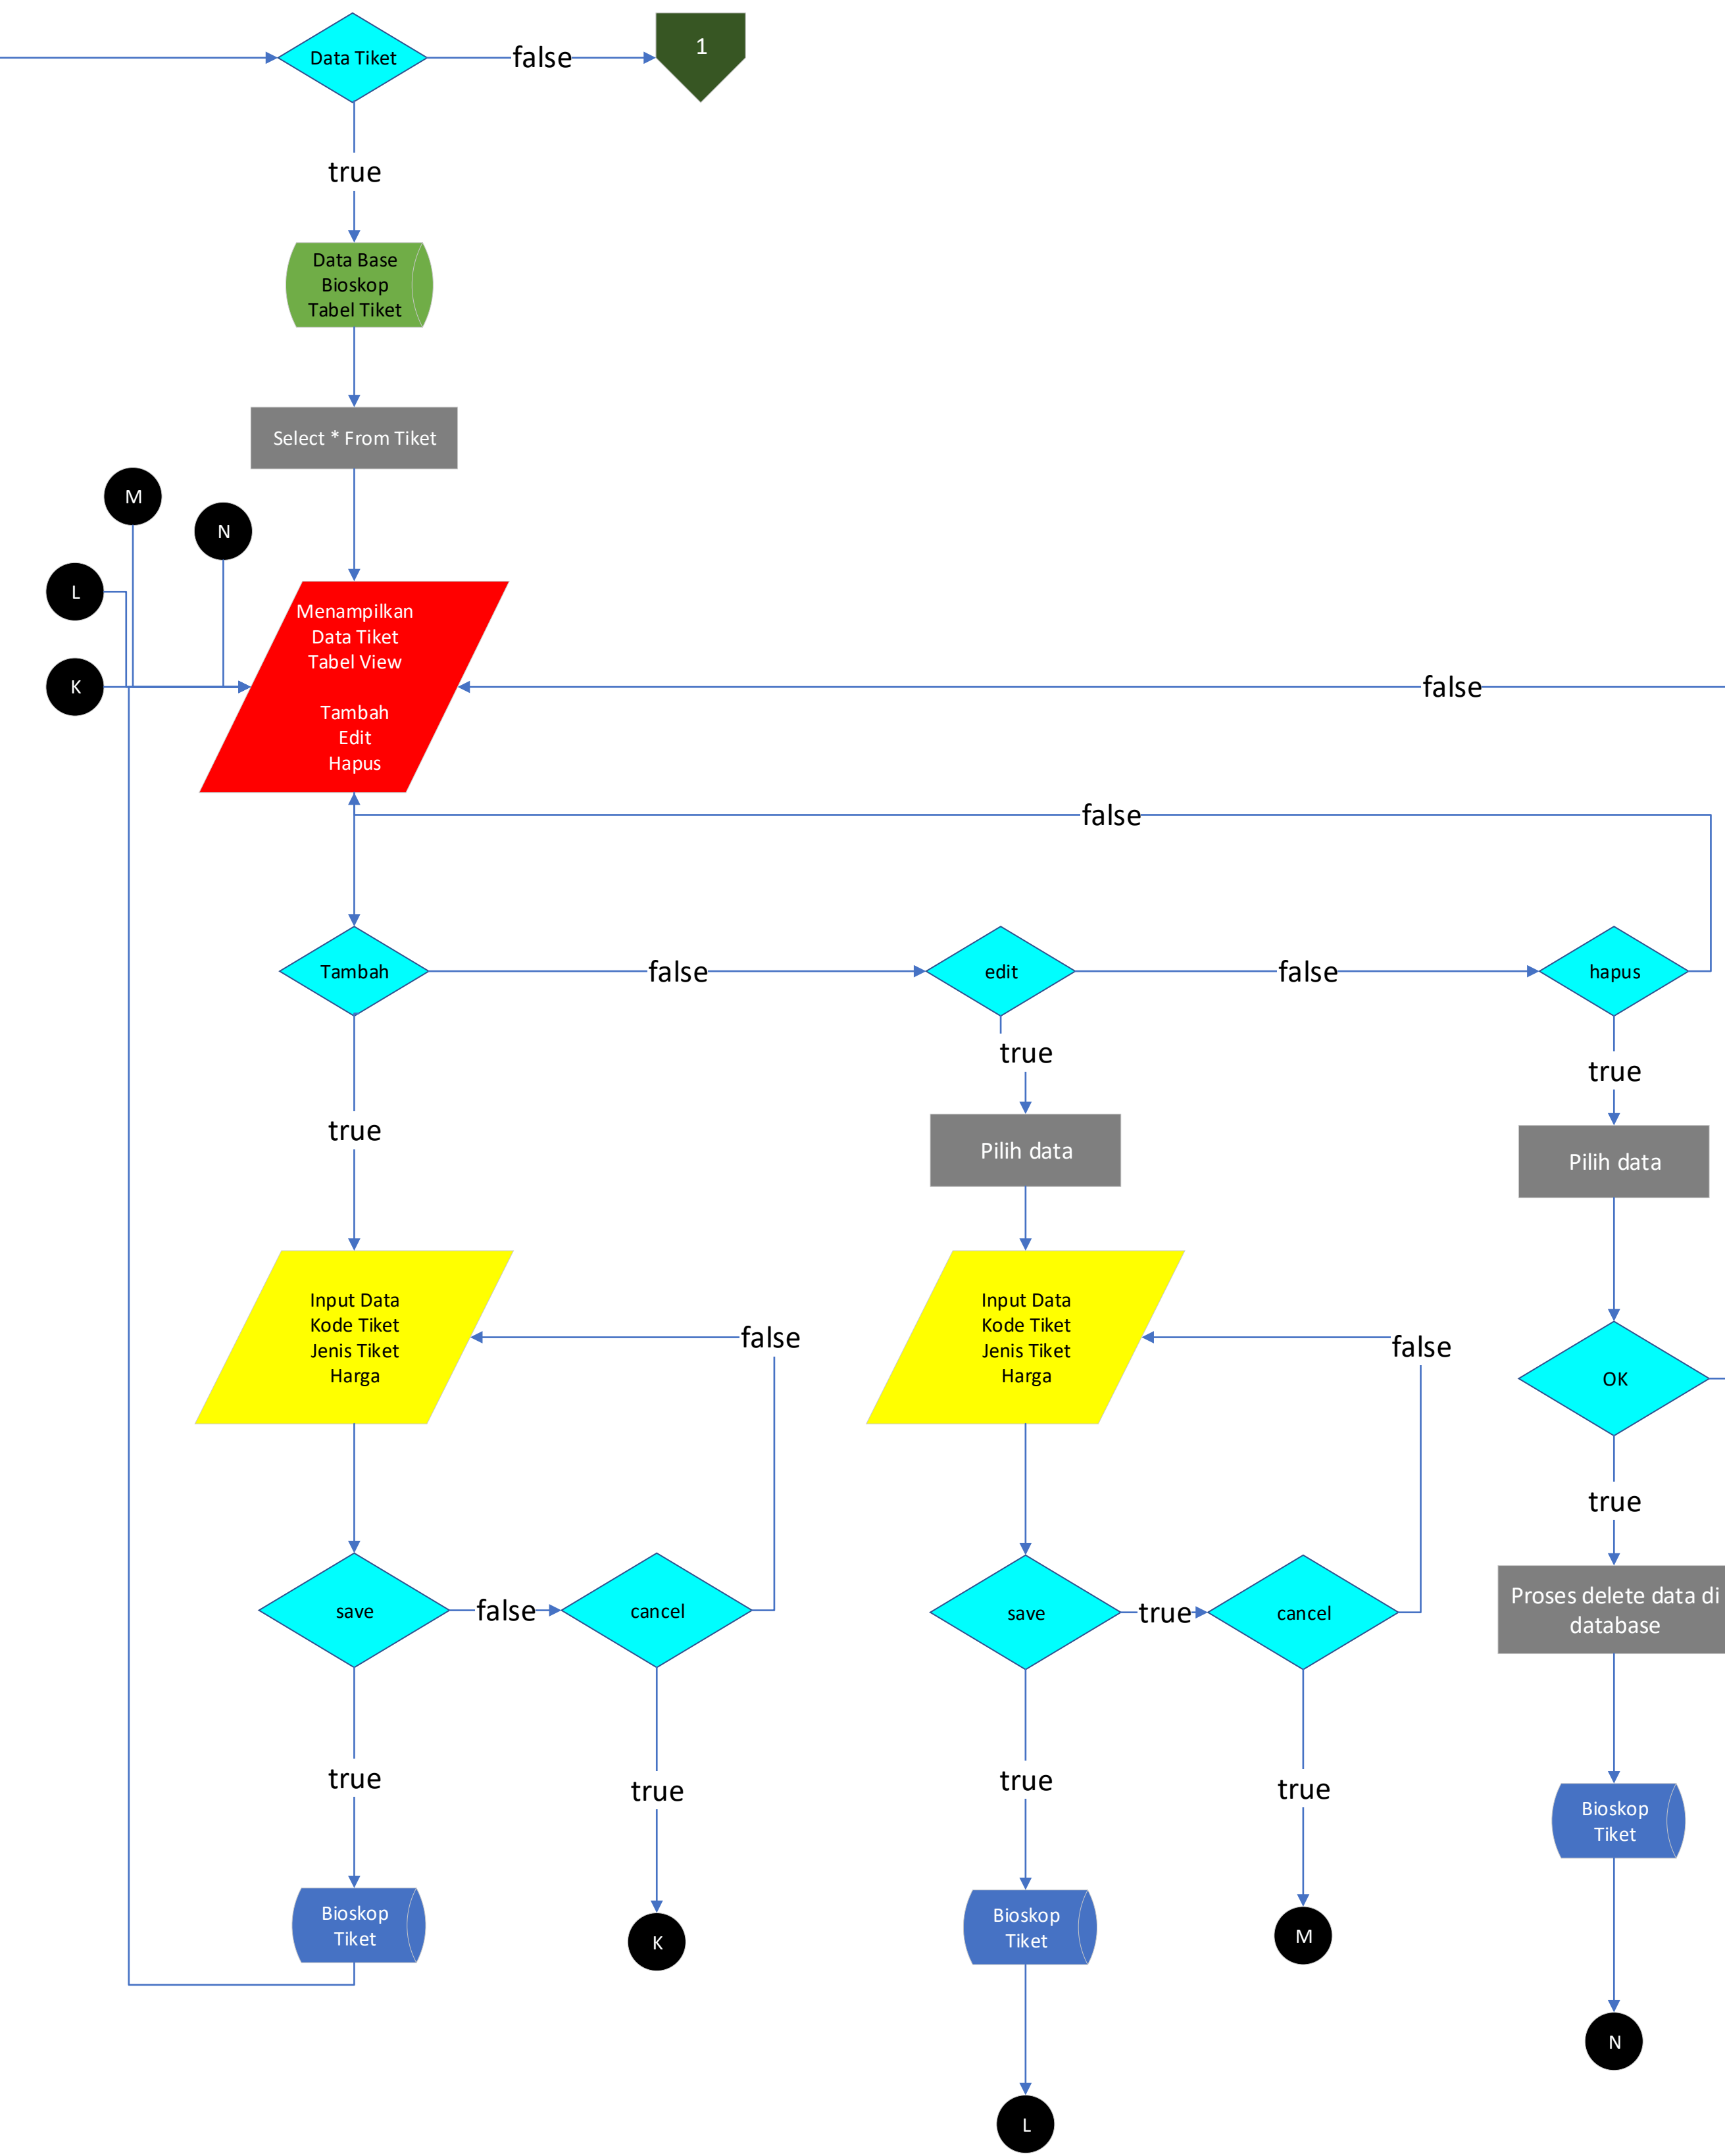 Data Tiket
false
1
true
Data Base
Bioskop
Tabel Tiket
Select * From Tiket
M
N
L
K
Menampilkan
Data Tiket
Tabel View
Tambah
Edit
Hapus
false
false
Tambah
false
edit
false
hapus
true
true
true
Pilih data
Pilih data
Input Data
Kode Tiket
Jenis Tiket
Harga
false
Input Data
Kode Tiket
Jenis Tiket
Harga
false
OK
true
save
false
cancel
save
true
cancel
Proses delete data di
database
true
true
true
true
Bioskop
Tiket
Bioskop
Tiket
K
Bioskop
Tiket
M
N
L